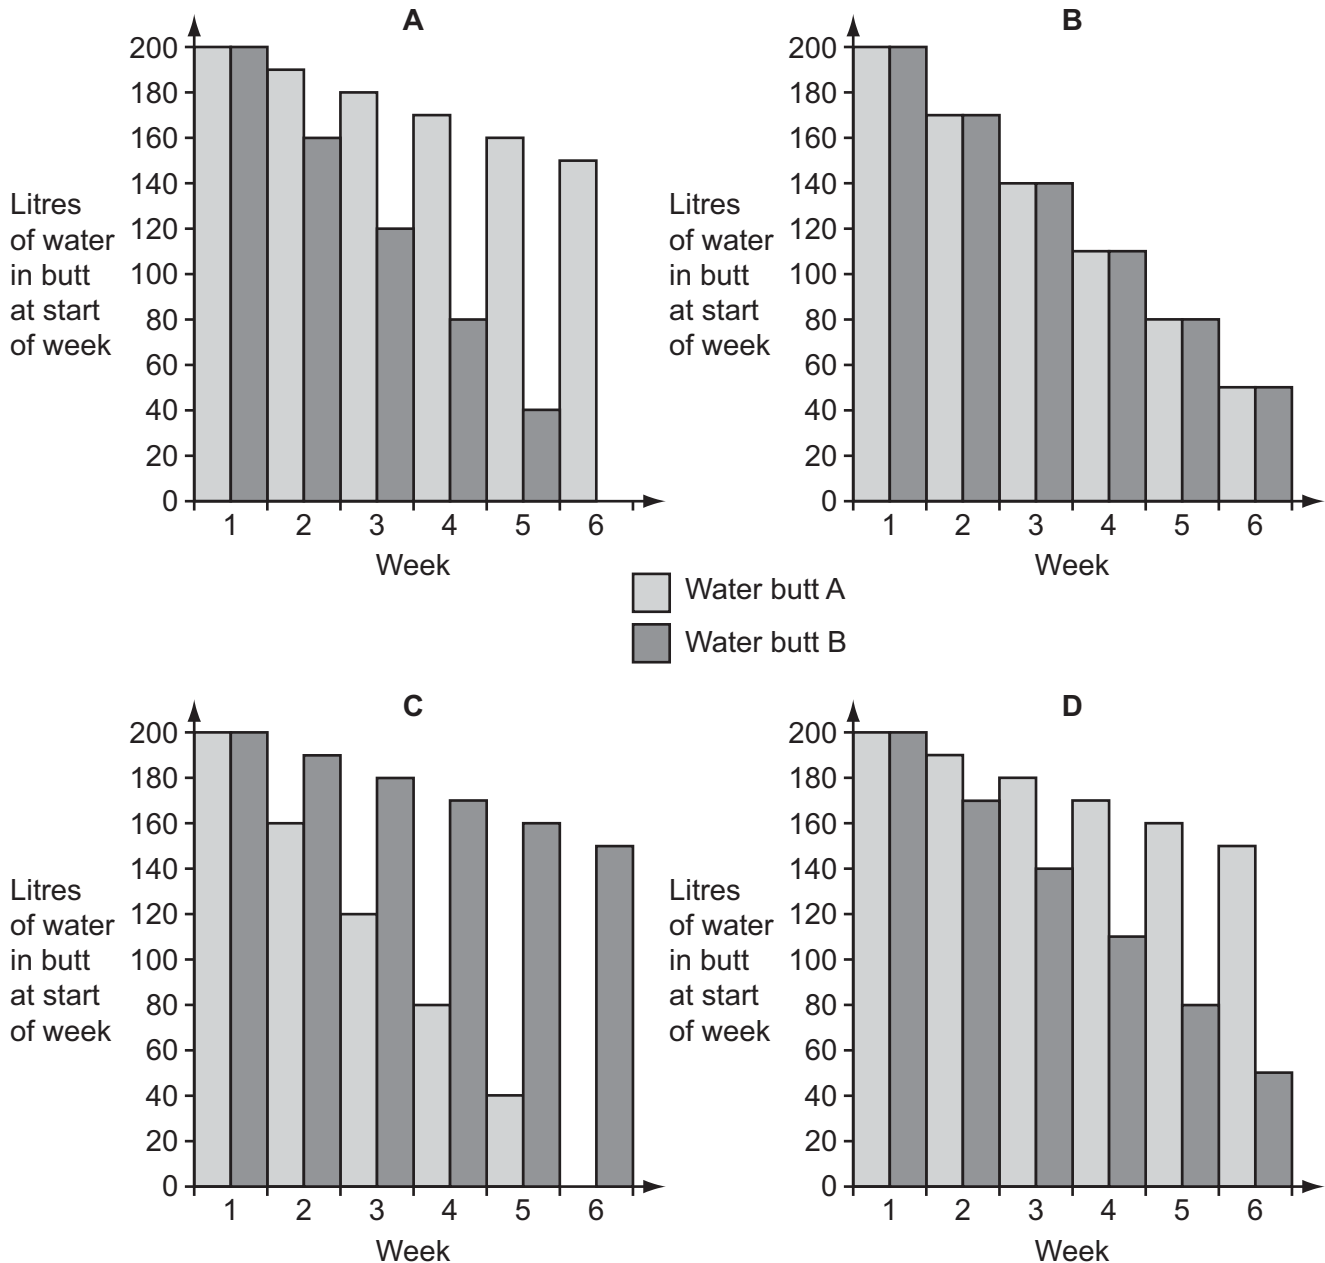 A
200
180
160
140
120
100
80
60
40
20
0
Litres
of water
in butt
at start
of week
1 2 3 4 5 6
Week
B
200
180
160
140
120
100
80
60
40
20
0
Litres
of water
in butt
at start
of week
1 2 3 4 5 6
Week
Water butt A
Water butt B
C
200
180
160
140
120
100
80
60
40
20
0
Litres
of water
in butt
at start
of week
1 2 3 4 5 6
Week
D
200
180
160
140
120
100
80
60
40
20
0
Litres
of water
in butt
at start
of week
1 2 3 4 5 6
Week